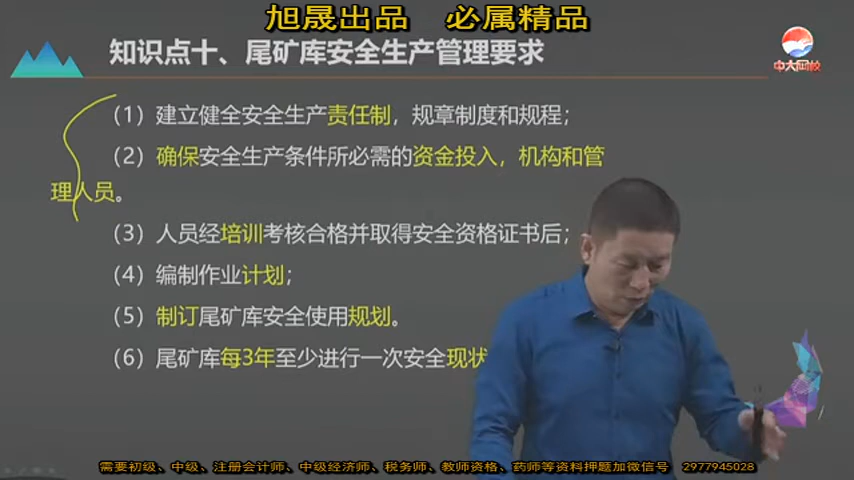 旭晟出品　必属精品
知识点十、尾矿库安全生产管理要求
中大网校
（1）建立健全安全生产责任制，规章制度和规程；
（2）确保安全生产条件所必需的资金投入，机构和管
理人员。
（3）人员经培训考核合格并取得安全资格证书后；
（4）编制作业计划；
（5）制订尾矿库安全使用规划。
（6）尾矿库每3年至少进行一次安全现状
需要初级、中级、注册会计师、中级经济师、税务师、教师资格、药师等资料押题加微信号　2977945028